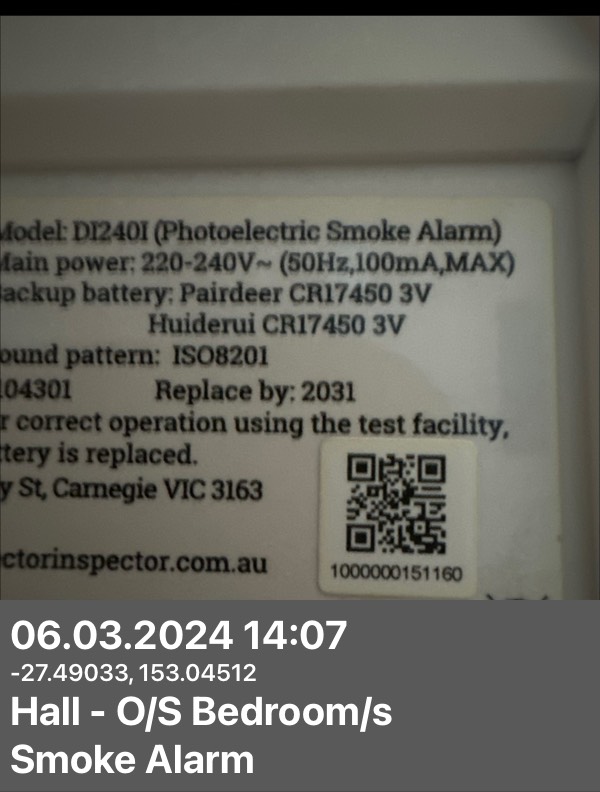 Model: DI240I (Photoelectric Smoke Alarm)
Main power: 220-240V~ (50Hz,100mA,MAX)
ackup battery: Pairdeer CR17450 3V
Huiderui CR17450 3V
ound pattern: ISO8201
104301 Replace by: 2031
r correct operation using the test facility,
tery is replaced.
y St, Carnegie VIC 3163
ctorinspector.com.au
1000000151160
06.03.2024 14:07
-27.49033, 153.04512
Hall - O/S Bedroom/s
Smoke Alarm